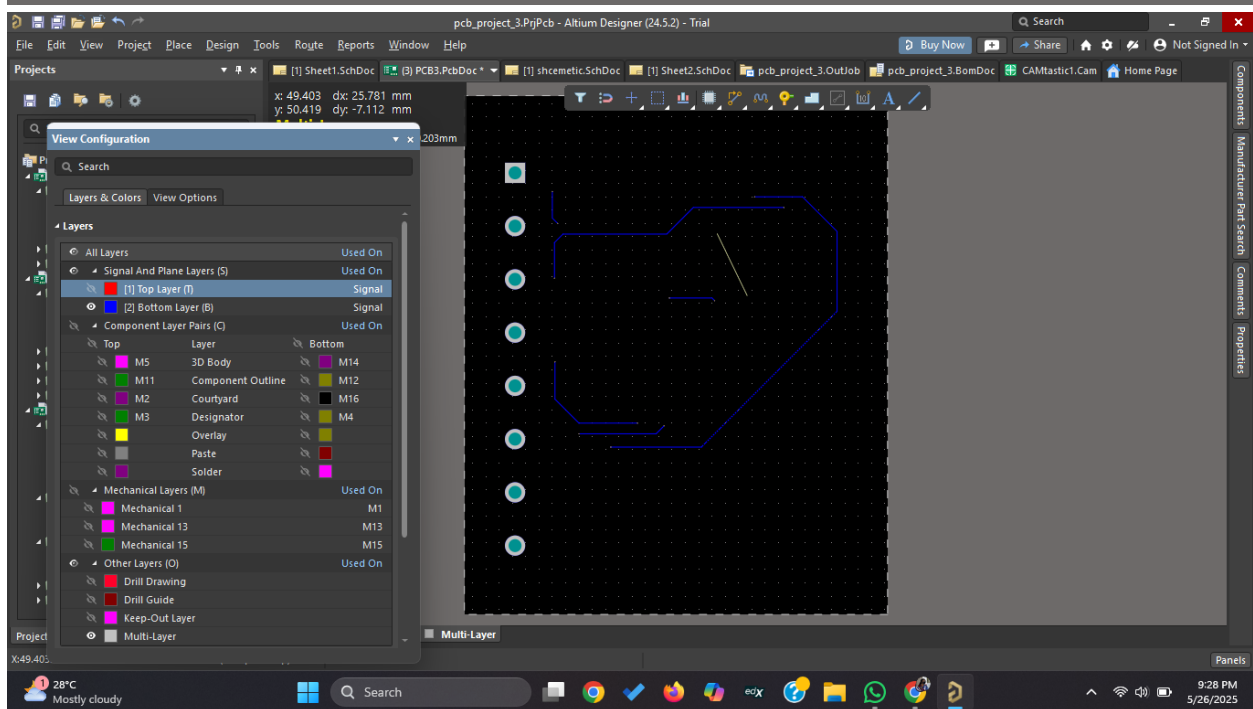 pcb_project_3.PrjPcb - Altium Designer (24.5.2) - Trial
Search
File Edit View Project Place Design Tools Route Reports Window Help
Buy Now Share Not Signed In
Projects
[1] Sheet1.SchDoc [3] PCB3.PcbDoc * [1] shcemetic.SchDoc [1] Sheet2.SchDoc pcb_project_3.OutJob pcb_project_3.BomDoc CAMtastic1.Cam Home Page
x: 49.403 dx: 25.781 mm
y: 50.419 dy: -7.112 mm
View Configuration
.203mm
Search
Layers & Colors View Options
Layers
All Layers Used On
Signal And Plane Layers (S) Used On
[1] Top Layer (T) Signal
[2] Bottom Layer (B) Signal
Component Layer Pairs (C) Used On
Top Layer Bottom
M5 3D Body M14
M11 Component Outline M12
M2 Courtyard M16
M3 Designator M4
Overlay
Paste
Solder
Mechanical Layers (M) Used On
Mechanical 1 M1
Mechanical 13 M13
Mechanical 15 M15
Other Layers (O) Used On
Drill Drawing
Drill Guide
Keep-Out Layer
Multi-Layer
Components
Manufacturer Part Search
Comments
Properties
Project
Multi-Layer
X:49.403
Panels
1
28°C
Mostly cloudy
Search
edX
9:28 PM
5/26/2025